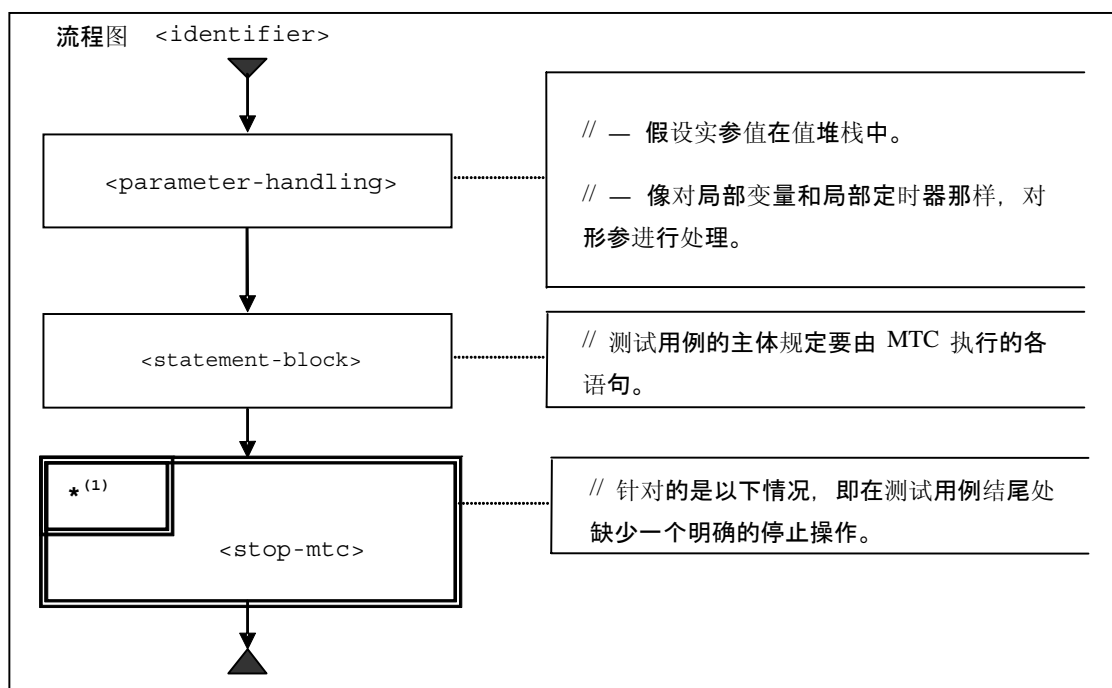 流程图 <identifier>
<parameter-handling>
// — 假设实参值在值堆栈中。
// — 像对局部变量和局部定时器那样，对
形参进行处理。
<statement-block>
// 测试用例的主体规定要由 MTC 执行的各
语句。
*(1)
<stop-mtc>
// 针对的是以下情况，即在测试用例结尾处
缺少一个明确的停止操作。